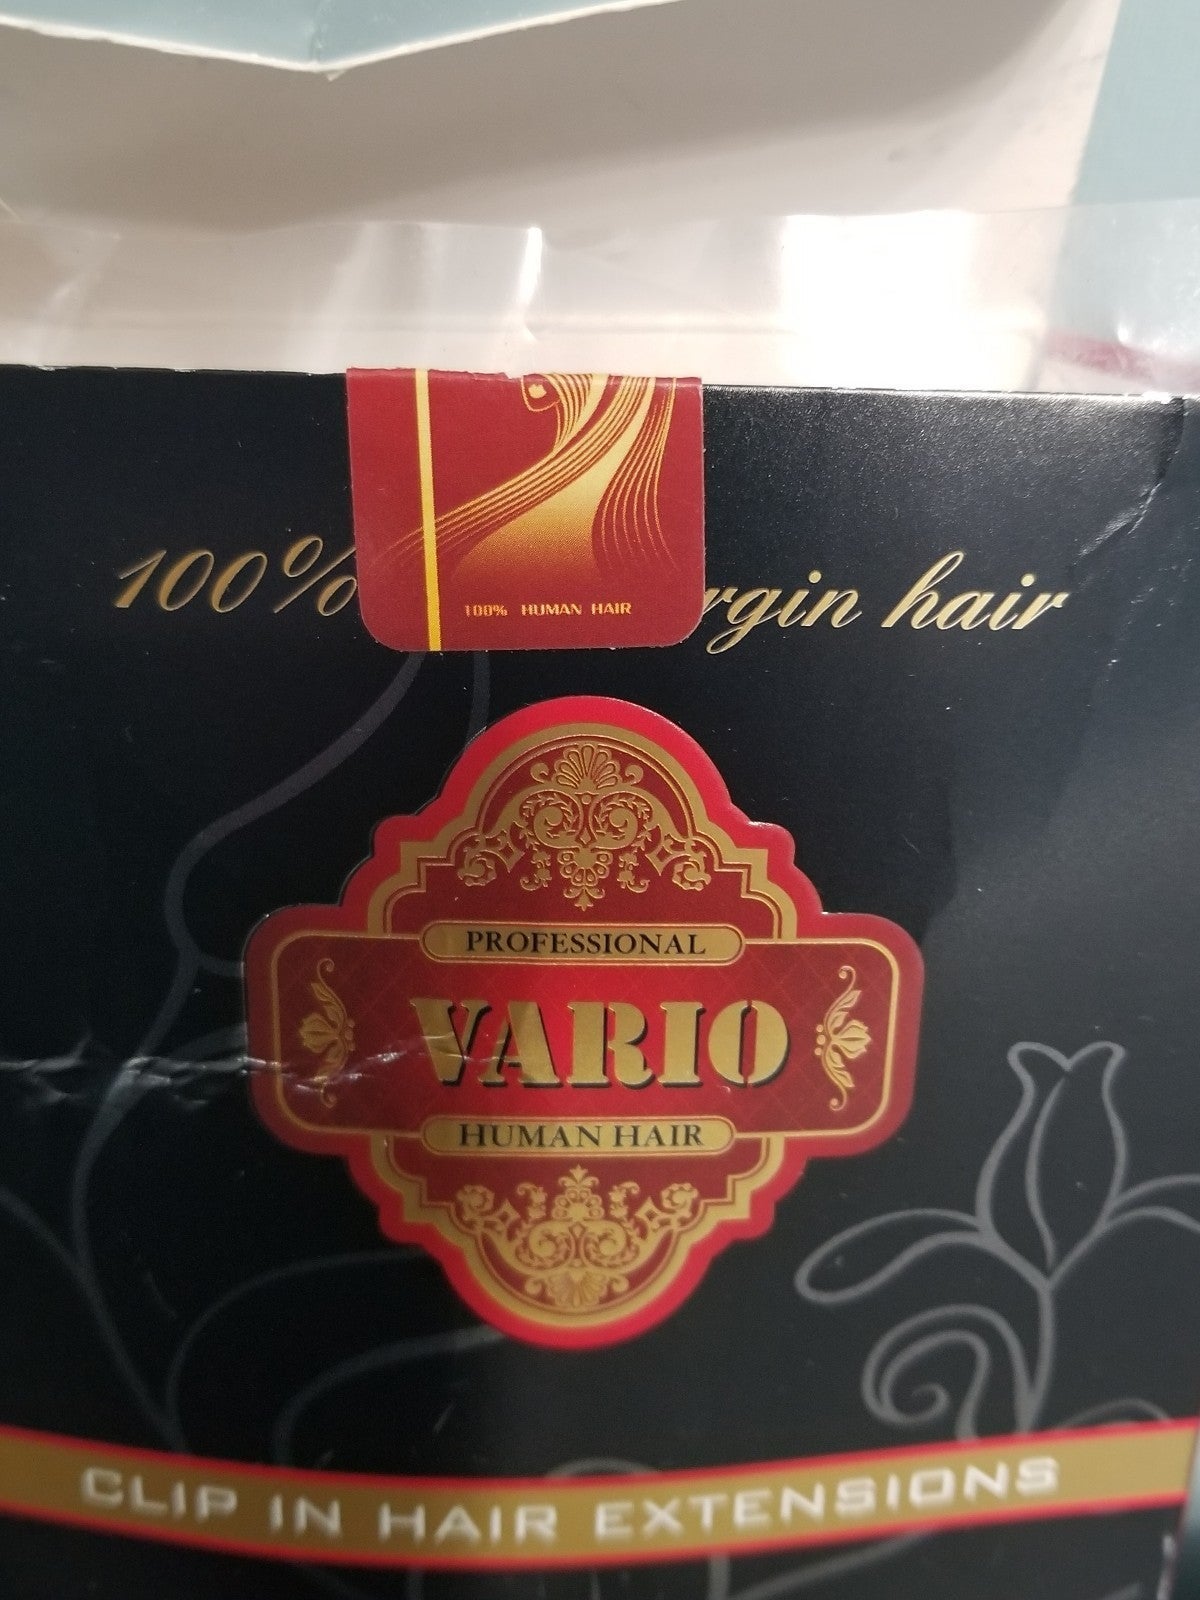 100% rgin hair
100% HUMAN HAIR
PROFESSIONAL
VARIO
HUMAN HAIR
CLIP IN HAIR EXTENSIONS